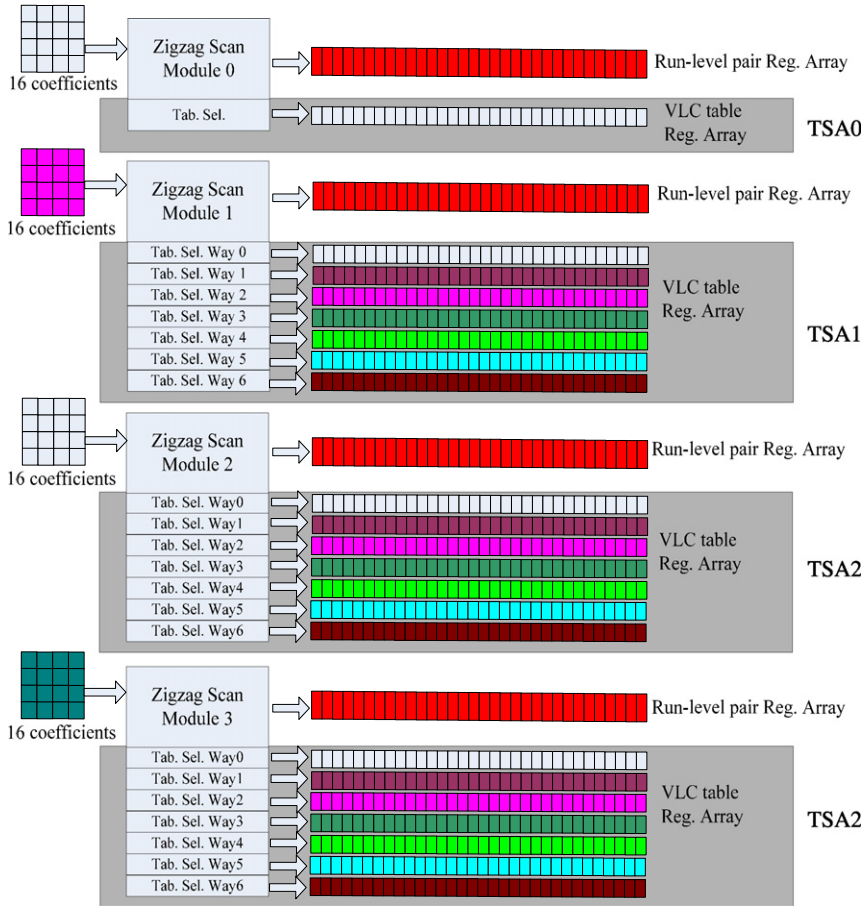 16 coefficients
Zigzag Scan
Module 0
Run-level pair Reg. Array
Tab. Sel.
VLC table
Reg. Array
TSA0
16 coefficients
Zigzag Scan
Module 1
Run-level pair Reg. Array
Tab. Sel. Way 0
Tab. Sel. Way 1
Tab. Sel. Way 2
Tab. Sel. Way 3
Tab. Sel. Way 4
Tab. Sel. Way 5
Tab. Sel. Way 6
VLC table
Reg. Array
TSA1
16 coefficients
Zigzag Scan
Module 2
Run-level pair Reg. Array
Tab. Sel. Way0
Tab. Sel. Way1
Tab. Sel. Way2
Tab. Sel. Way3
Tab. Sel. Way4
Tab. Sel. Way5
Tab. Sel. Way6
VLC table
Reg. Array
TSA2
16 coefficients
Zigzag Scan
Module 3
Run-level pair Reg. Array
Tab. Sel. Way0
Tab. Sel. Way1
Tab. Sel. Way2
Tab. Sel. Way3
Tab. Sel. Way4
Tab. Sel. Way5
Tab. Sel. Way6
VLC table
Reg. Array
TSA2